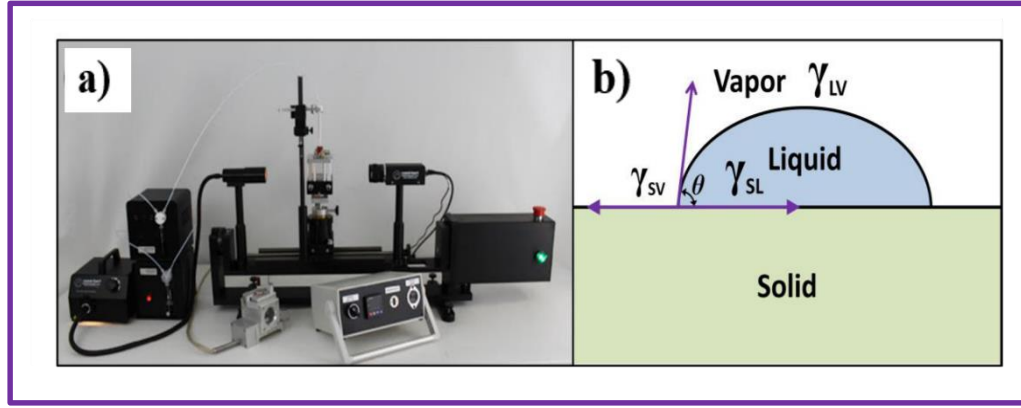 a)
b)
Vapor γLV
Liquid
γSV θ γSL
Solid